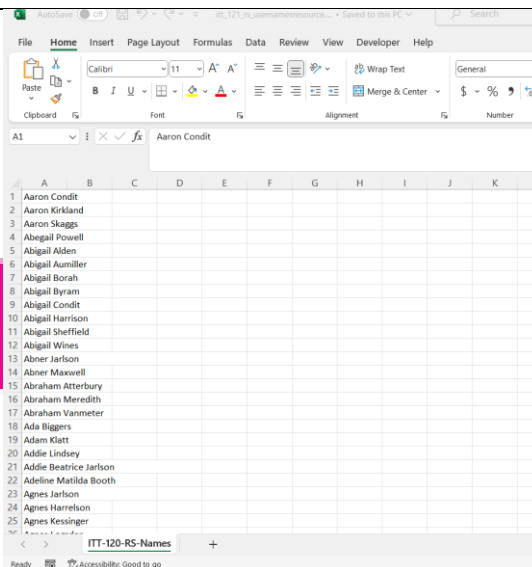 AutoSave Off itt_121_rs_usernamesresource.... • Saved to this PC Search
File Home Insert Page Layout Formulas Data Review View Developer Help
Calibri 11 A A Wrap Text General
Paste B I U A Merge & Center $ % 9
Clipboard Font Alignment Number
A1 fx Aaron Condit
A B C D E F G H I J K
1 Aaron Condit
2 Aaron Kirkland
3 Aaron Skaggs
4 Abegail Powell
5 Abigail Alden
6 Abigail Aumiller
7 Abigail Borah
8 Abigail Byram
9 Abigail Condit
10 Abigail Harrison
11 Abigail Sheffield
12 Abigail Wines
13 Abner Jarlson
14 Abner Maxwell
15 Abraham Atterbury
16 Abraham Meredith
17 Abraham Vanmeter
18 Ada Biggers
19 Adam Klatt
20 Addie Lindsey
21 Addie Beatrice Jarlson
22 Adeline Matilda Booth
23 Agnes Jarlson
24 Agnes Harrelson
25 Agnes Kessinger
ITT-120-RS-Names +
Ready Accessibility: Good to go